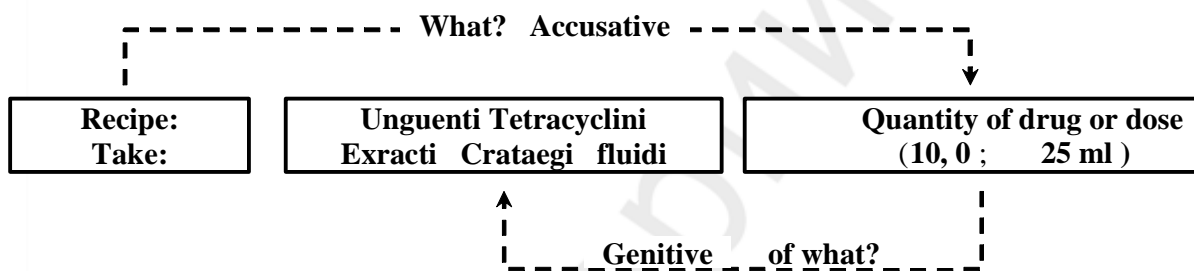 What? Accusative
Recipe:
Take:
Unguenti Tetracyclini
Exracti Crataegi fluidi
Quantity of drug or dose
(10, 0 ; 25 ml )
Genitive of what?